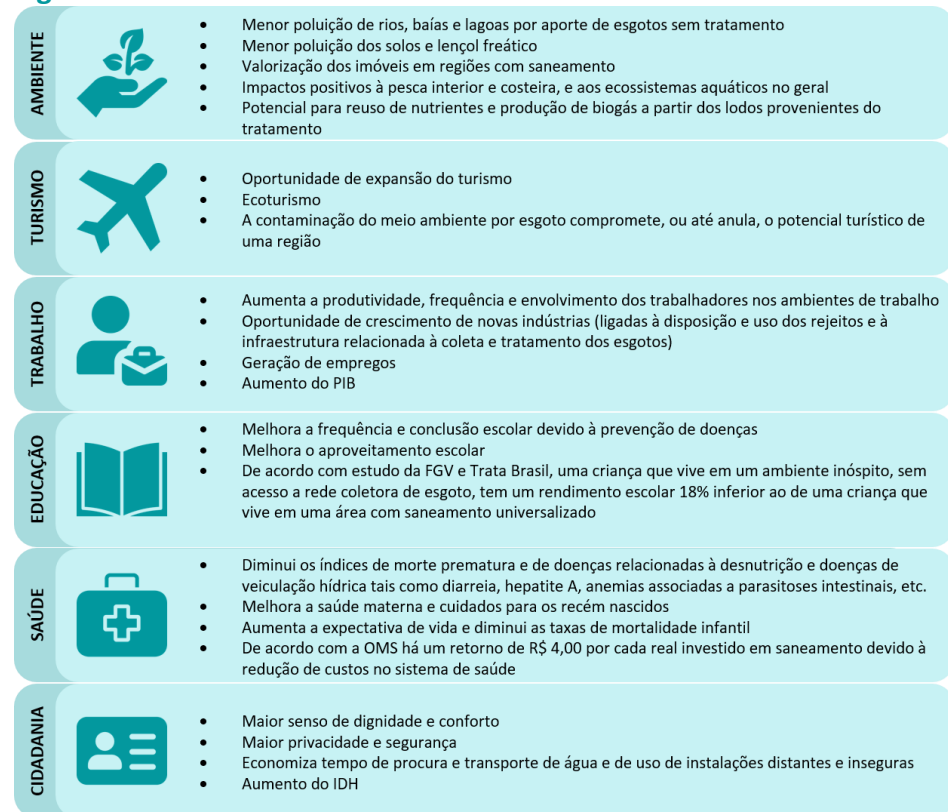 AMBIENTE
• Menor poluição de rios, baías e lagoas por aporte de esgotos sem tratamento
• Menor poluição dos solos e lençol freático
• Valorização dos imóveis em regiões com saneamento
• Impactos positivos à pesca interior e costeira, e aos ecossistemas aquáticos no geral
• Potencial para reuso de nutrientes e produção de biogás a partir dos lodos provenientes do
tratamento
TURISMO
• Oportunidade de expansão do turismo
• Ecoturismo
• A contaminação do meio ambiente por esgoto compromete, ou até anula, o potencial turístico de
uma região
TRABALHO
• Aumenta a produtividade, frequência e envolvimento dos trabalhadores nos ambientes de trabalho
• Oportunidade de crescimento de novas indústrias (ligadas à disposição e uso dos rejeitos e à
infraestrutura relacionada à coleta e tratamento dos esgotos)
• Geração de empregos
• Aumento do PIB
EDUCAÇÃO
• Melhora a frequência e conclusão escolar devido à prevenção de doenças
• Melhora o aproveitamento escolar
• De acordo com estudo da FGV e Trata Brasil, uma criança que vive em um ambiente inóspito, sem
acesso a rede coletora de esgoto, tem um rendimento escolar 18% inferior ao de uma criança que
vive em uma área com saneamento universalizado
SAÚDE
• Diminui os índices de morte prematura e de doenças relacionadas à desnutrição e doenças de
veiculação hídrica tais como diarreia, hepatite A, anemias associadas a parasitoses intestinais, etc.
• Melhora a saúde materna e cuidados para os recém nascidos
• Aumenta a expectativa de vida e diminui as taxas de mortalidade infantil
• De acordo com a OMS há um retorno de R$ 4,00 por cada real investido em saneamento devido à
redução de custos no sistema de saúde
CIDADANIA
• Maior senso de dignidade e conforto
• Maior privacidade e segurança
• Economiza tempo de procura e transporte de água e de uso de instalações distantes e inseguras
• Aumento do IDH